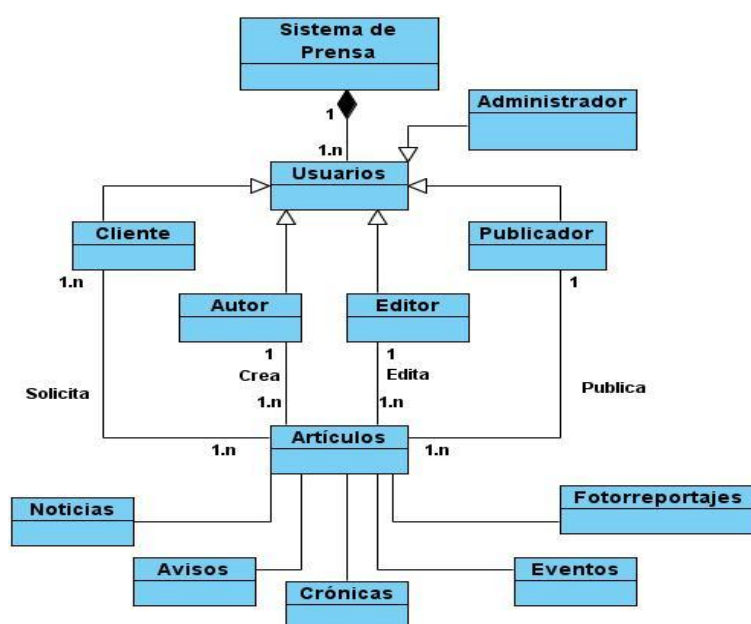 Sistema de
Prensa
1
Administrador
1.n
Usuarios
Cliente
Publicador
1.n
1
Autor
Editor
1
1
Crea
Edita
Solicita
Publica
1.n
1.n
Artículos
1.n
1.n
Noticias
Fotorreportajes
Avisos
Eventos
Crónicas